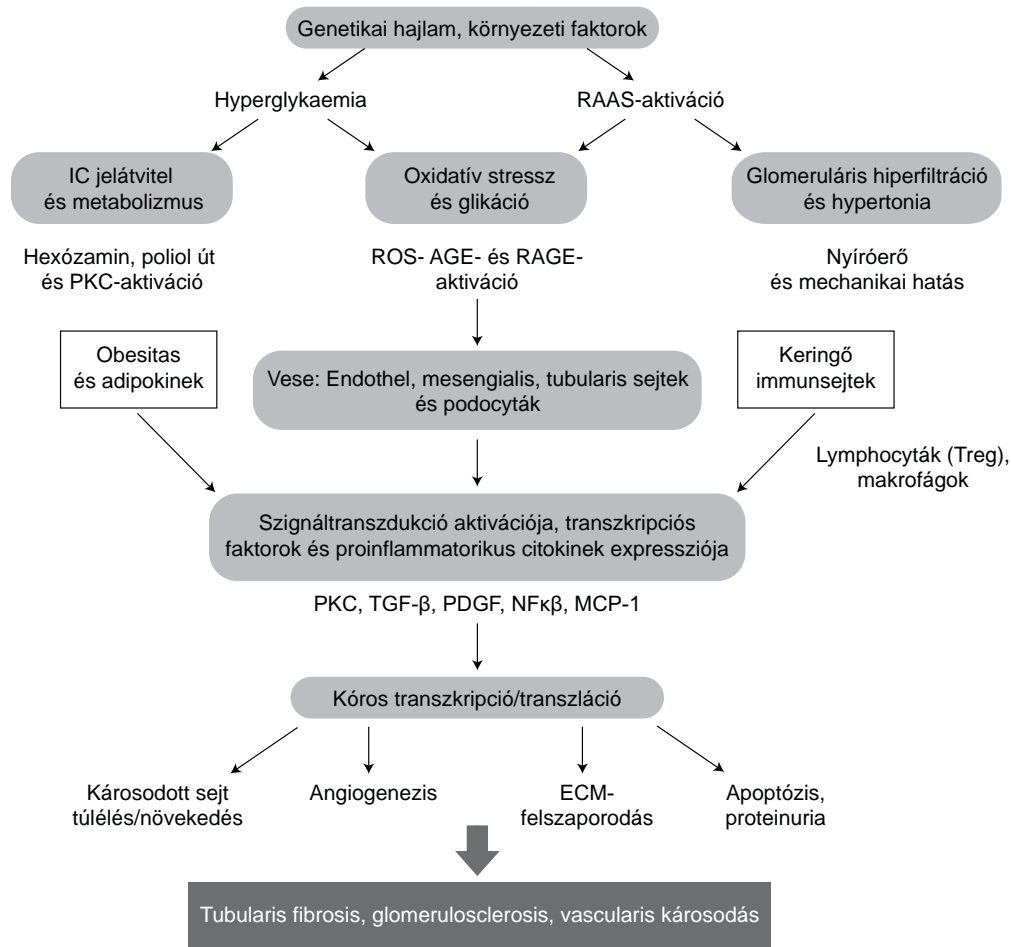 Genetikai hajlam, környezeti faktorok
Hyperglykaemia
RAAS-aktiváció
IC jelátvitel
és metabolizmus
Oxidatív stressz
és glikáció
Glomeruláris hiperfiltráció
és hypertonia
Hexózamin, poliol út
és PKC-aktiváció
ROS- AGE- és RAGE-
aktiváció
Nyíróerő
és mechanikai hatás
Obesitas
és adipokinek
Vese: Endothel, mesengialis, tubularis sejtek
és podocyták
Keringő
immunsejtek
Lymphocyták (Treg),
makrofágok
Szignáltranszdukció aktivációja, transzkripciós
faktorok és proinflammatorikus citokinek expressziója
PKC, TGF-β, PDGF, NFκβ, MCP-1
Kóros transzkripció/transzláció
Károsodott sejt
túlélés/növekedés
Angiogenezis
ECM-
felszaporodás
Apoptózis,
proteinuria
Tubularis fibrosis, glomerulosclerosis, vascularis károsodás